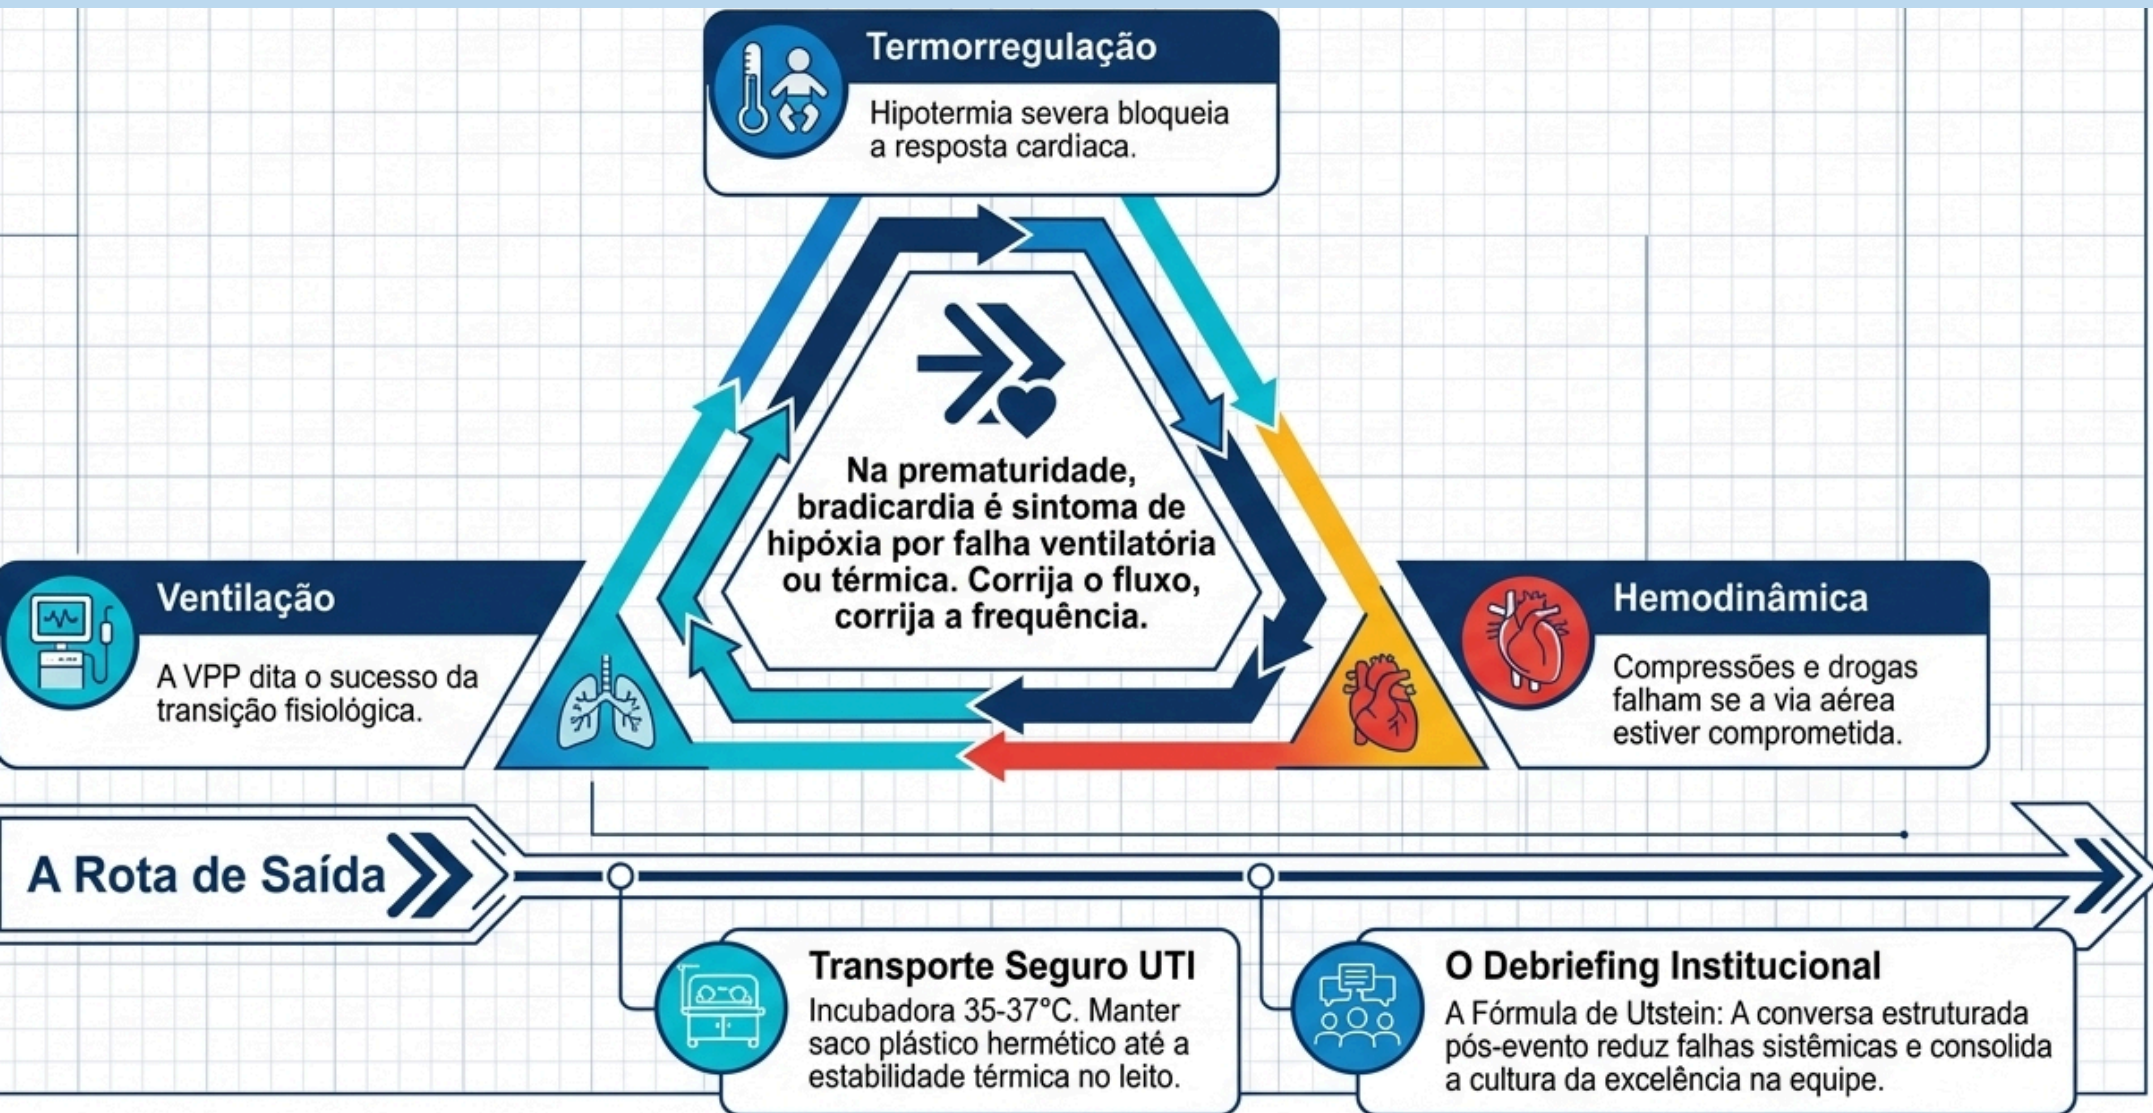 Termorregulação
Hipotermia severa bloqueia
a resposta cardiaca.
Na prematuridade,
bradicardia é sintoma de
hipóxia por falha ventilatória
ou térmica. Corrija o fluxo,
corrija a frequência.
Ventilação
A VPP dita o sucesso da
transição fisiológica.
Hemodinâmica
Compressões e drogas
falham se a via aérea
estiver comprometida.
A Rota de Saída
Transporte Seguro UTI
Incubadora 35-37°C. Manter
saco plástico hermético até a
estabilidade térmica no leito.
O Debriefing Institucional
A Fórmula de Utstein: A conversa estruturada
pós-evento reduz falhas sistêmicas e consolida
a cultura da excelência na equipe.